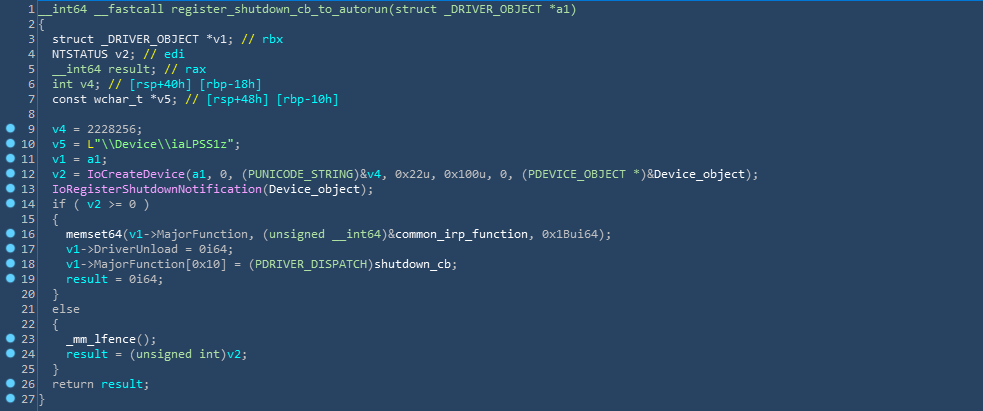 1 __int64 __fastcall register_shutdown_cb_to_autorun(struct _DRIVER_OBJECT *a1)
2 {
3 struct _DRIVER_OBJECT *v1; // rbx
4 NTSTATUS v2; // edi
5 __int64 result; // rax
6 int v4; // [rsp+40h] [rbp-18h]
7 const wchar_t *v5; // [rsp+48h] [rbp-10h]
8
9 v4 = 2228256;
10 v5 = L"\\Device\\iaLPSS1z";
11 v1 = a1;
12 v2 = IoCreateDevice(a1, 0, (PUNICODE_STRING)&v4, 0x22u, 0x100u, 0, (PDEVICE_OBJECT *)&Device_object);
13 IoRegisterShutdownNotification(Device_object);
14 if ( v2 >= 0 )
15 {
16 memset64(v1->MajorFunction, (unsigned __int64)&common_irp_function, 0x1Bui64);
17 v1->DriverUnload = 0i64;
18 v1->MajorFunction[0x10] = (PDRIVER_DISPATCH)shutdown_cb;
19 result = 0i64;
20 }
21 else
22 {
23 _mm_lfence();
24 result = (unsigned int)v2;
25 }
26 return result;
27 }